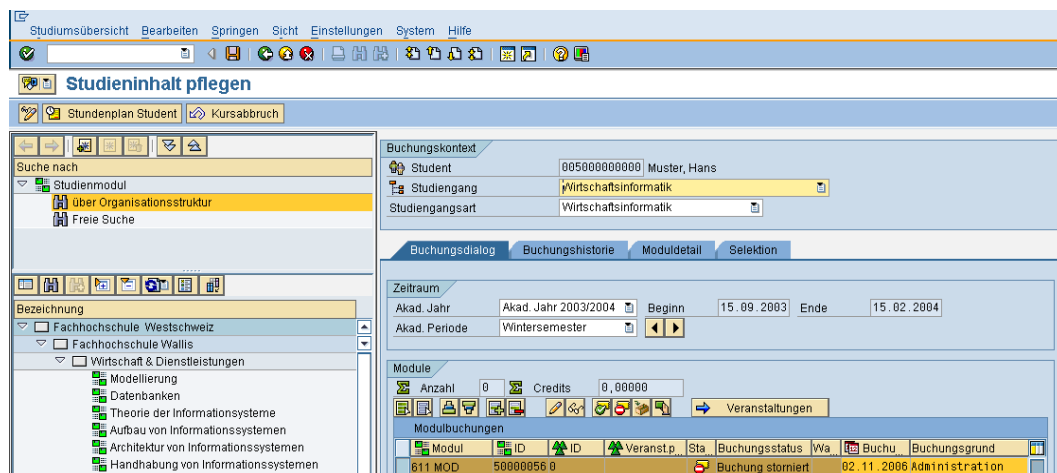 Studiumsübersicht Bearbeiten Springen Sicht Einstellungen System Hilfe
Studieninhalt pflegen
Stundenplan Student Kursabbruch
Suche nach
Studienmodul
über Organisationsstruktur
Freie Suche
Bezeichnung
Fachhochschule Westschweiz
Fachhochschule Wallis
Wirtschaft & Dienstleistungen
Modellierung
Datenbanken
Theorie der Informationsysteme
Aufbau von Informationssystemen
Architektur von Informationssystemen
Handhabung von Informationssystemen
Buchungskontext
Student 005000000000 Muster, Hans
Studiengang Wirtschaftsinformatik
Studiengangsart Wirtschaftsinformatik
Buchungsdialog Buchungshistorie Moduldetail Selektion
Zeitraum
Akad. Jahr Akad. Jahr 2003/2004 Beginn 15.09.2003 Ende 15.02.2004
Akad. Periode Wintersemester
Module
Anzahl 0 Credits 0,00000
Veranstaltungen
Modulbuchungen
Modul ID ID Veranst.p... Sta... Buchungsstatus Wa... Buchu... Buchungsgrund
611 MOD 50000056 0 Buchung storniert 02.11.2006 Administration